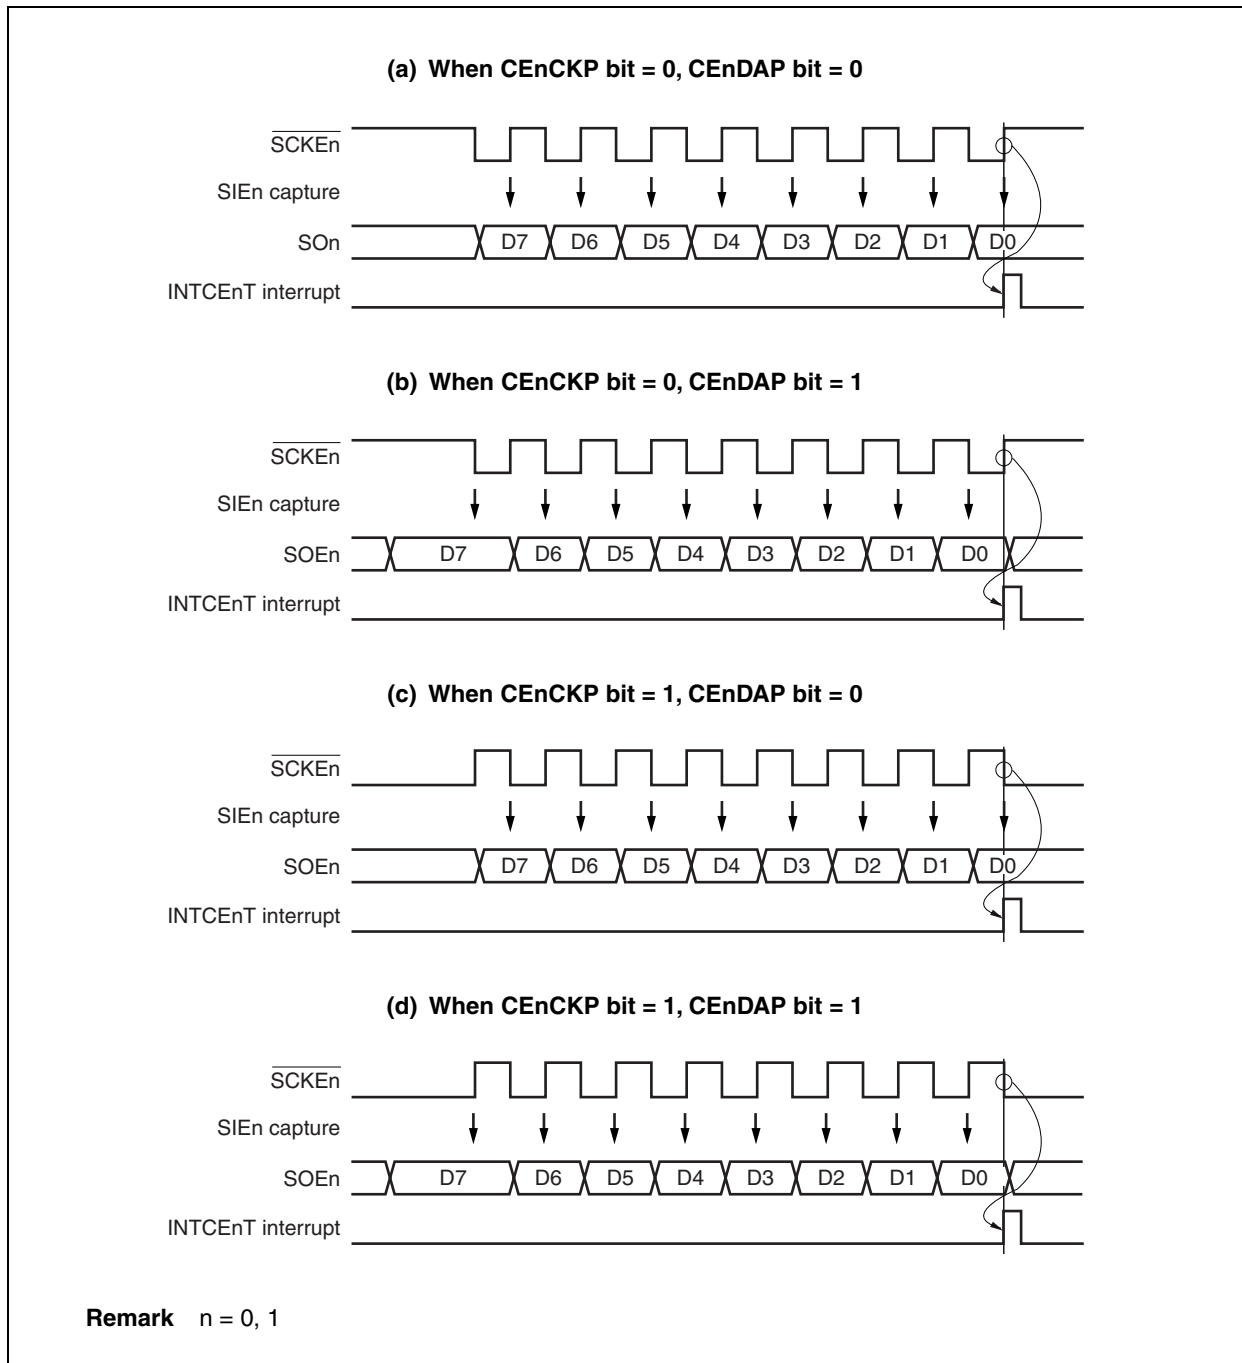 (a) When CEnCKP bit = 0, CEnDAP bit = 0
SCKEn
SIEn capture
SOn D7 D6 D5 D4 D3 D2 D1 D0
INTCEnT interrupt
(b) When CEnCKP bit = 0, CEnDAP bit = 1
SCKEn
SIEn capture
SOEn D7 D6 D5 D4 D3 D2 D1 D0
INTCEnT interrupt
(c) When CEnCKP bit = 1, CEnDAP bit = 0
SCKEn
SIEn capture
SOEn D7 D6 D5 D4 D3 D2 D1 D0
INTCEnT interrupt
(d) When CEnCKP bit = 1, CEnDAP bit = 1
SCKEn
SIEn capture
SOEn D7 D6 D5 D4 D3 D2 D1 D0
INTCEnT interrupt
Remark n = 0, 1